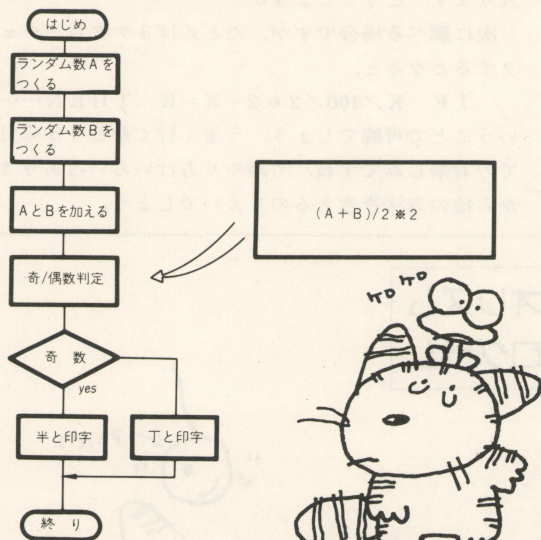 はじめ
ランダム数Aを
つくる
ランダム数Bを
つくる
AとBを加える
(A+B)/2※2
奇/偶数判定
ケロケロ
奇 数
yes
半と印字
丁と印字
終 り